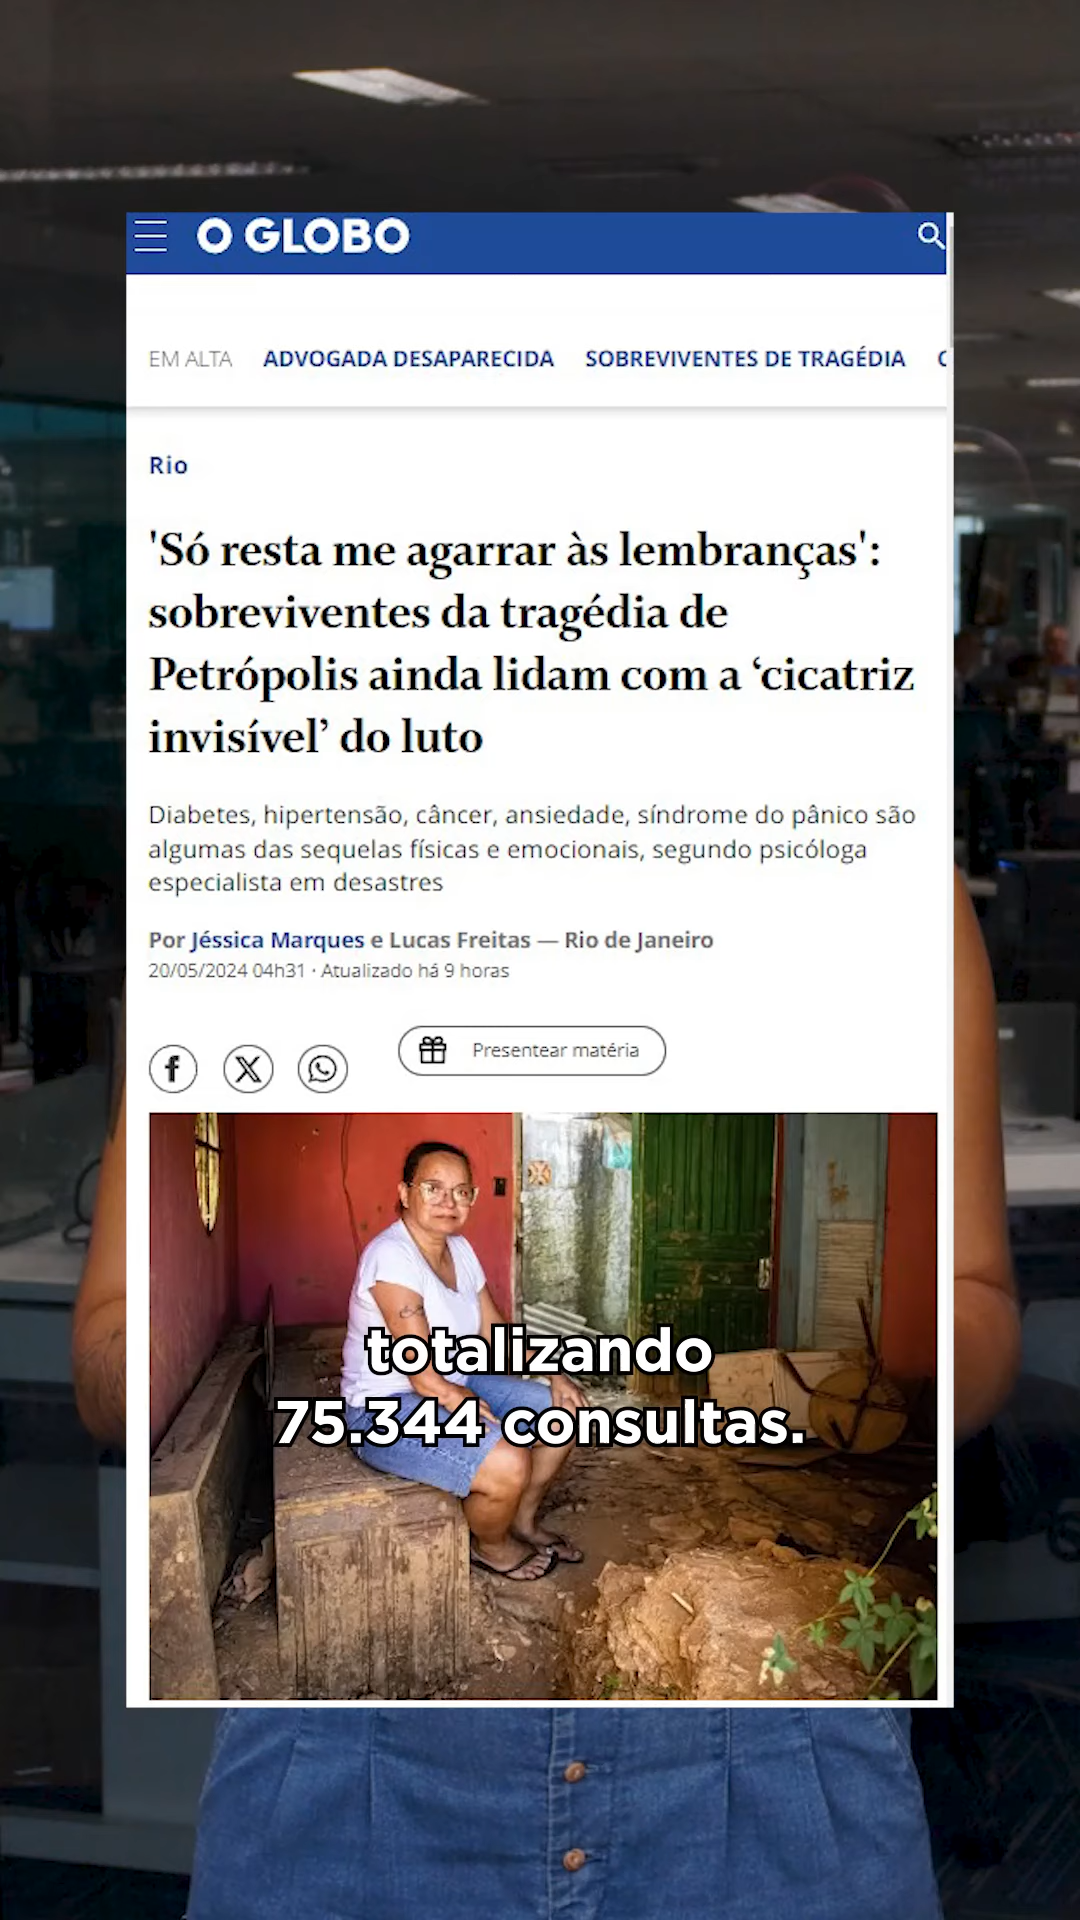 O GLOBO
EM ALTA ADVOGADA DESAPARECIDA SOBREVIVENTES DE TRAGÉDIA
Rio
'Só resta me agarrar às lembranças':
sobreviventes da tragédia de
Petrópolis ainda lidam com a ‘cicatriz
invisível’ do luto
Diabetes, hipertensão, câncer, ansiedade, síndrome do pânico são
algumas das sequelas físicas e emocionais, segundo psicóloga
especialista em desastres
Por Jéssica Marques e Lucas Freitas — Rio de Janeiro
20/05/2024 04h31 · Atualizado há 9 horas
Presentear matéria
totalizando
75.344 consultas.